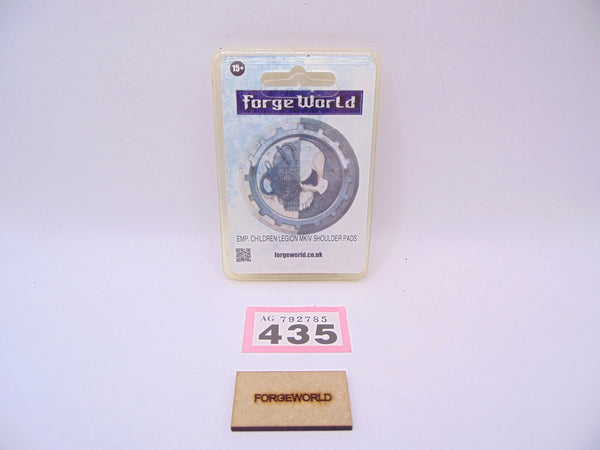 15+
Forge World
EMP. CHILDREN LEGION MKIV SHOULDER PADS
forgeworld.co.uk
AG 792785
435
FORGEWORLD